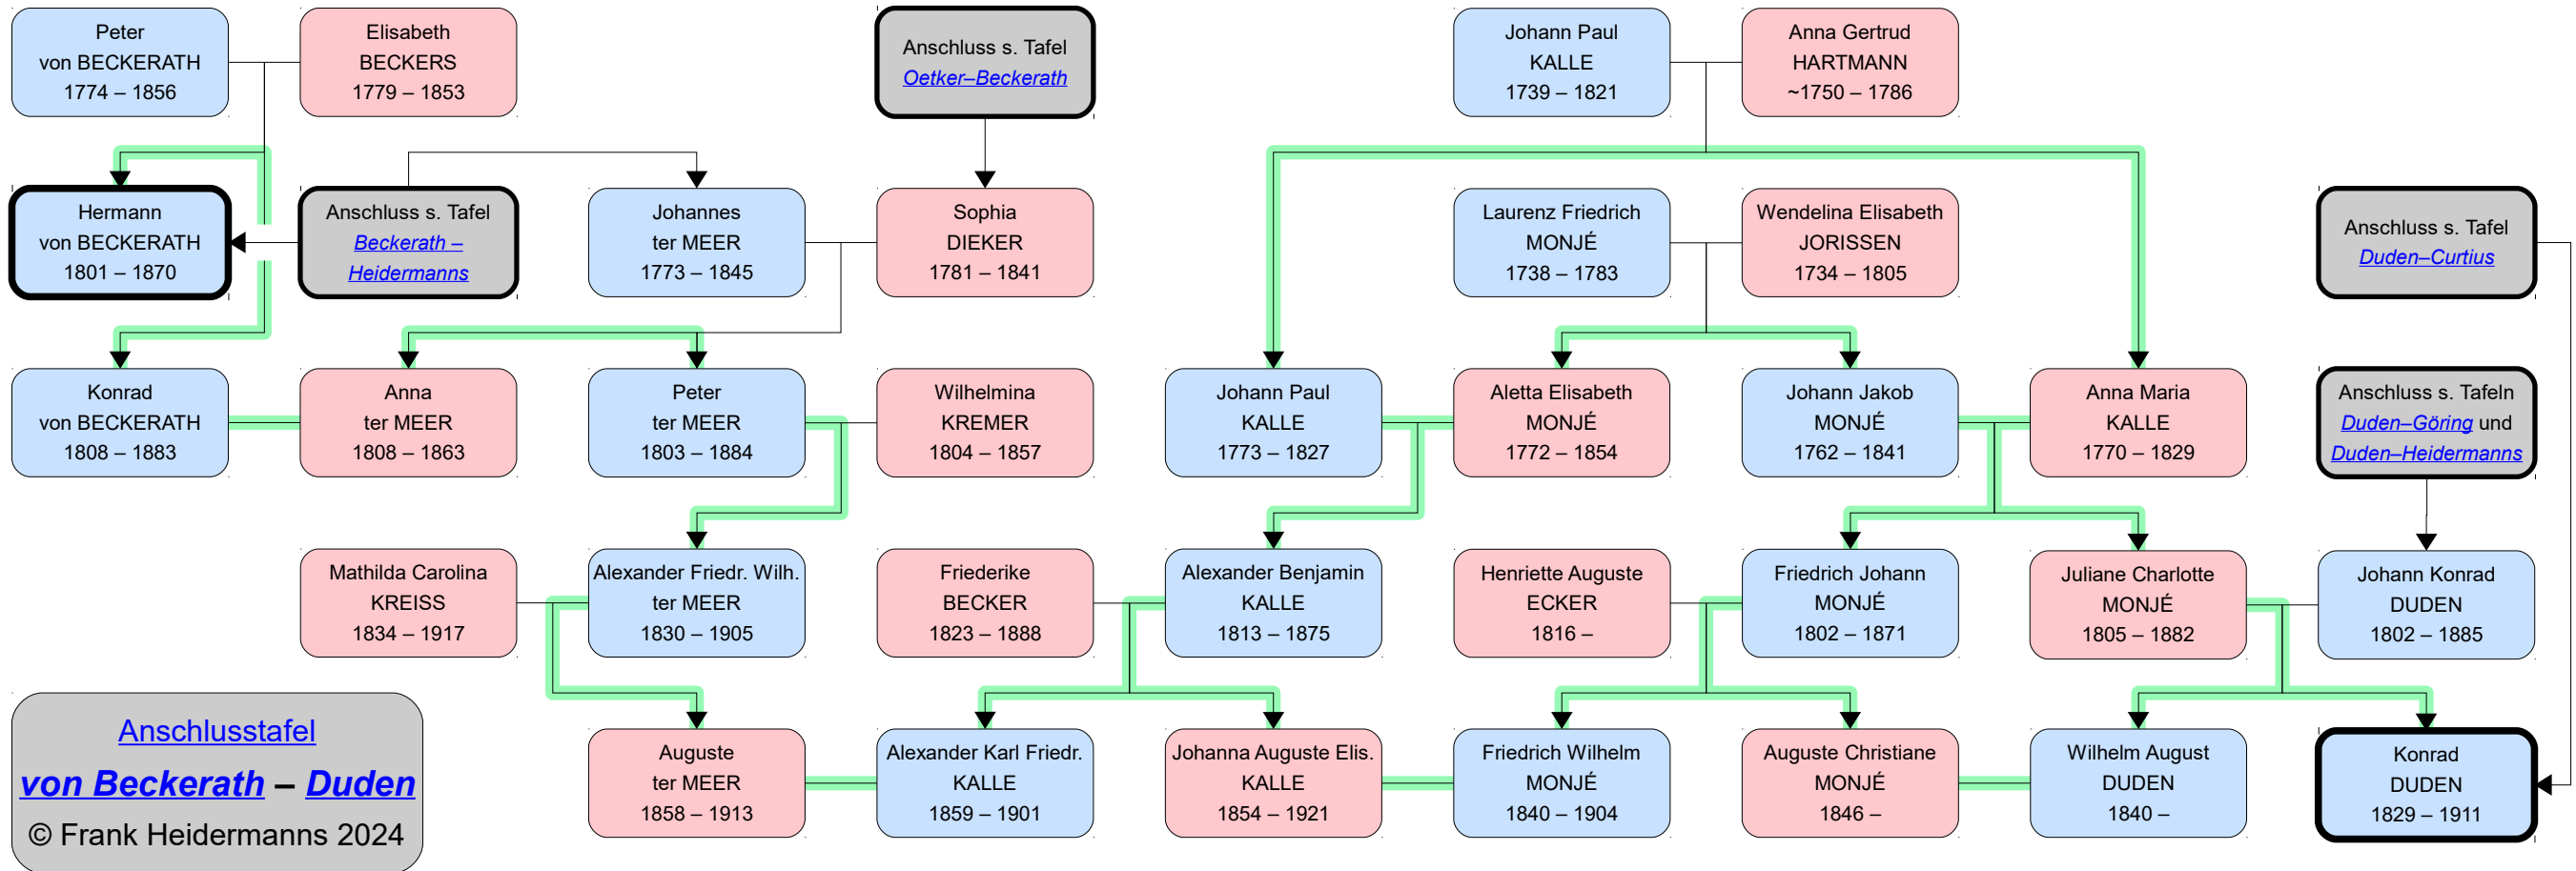 Peter
von BECKERATH
1774 – 1856
Elisabeth
BECKERS
1779 – 1853
Anschluss s. Tafel
Oetker–Beckerath
Johann Paul
KALLE
1739 – 1821
Anna Gertrud
HARTMANN
~1750 – 1786
Hermann
von BECKERATH
1801 – 1870
Anschluss s. Tafel
Beckerath –
Heidermanns
Johannes
ter MEER
1773 – 1845
Sophia
DIEKER
1781 – 1841
Laurenz Friedrich
MONJÉ
1738 – 1783
Wendelina Elisabeth
JORISSEN
1734 – 1805
Anschluss s. Tafel
Duden–Curtius
Konrad
von BECKERATH
1808 – 1883
Anna
ter MEER
1808 – 1863
Peter
ter MEER
1803 – 1884
Wilhelmina
KREMER
1804 – 1857
Johann Paul
KALLE
1773 – 1827
Aletta Elisabeth
MONJÉ
1772 – 1854
Johann Jakob
MONJÉ
1762 – 1841
Anna Maria
KALLE
1770 – 1829
Anschluss s. Tafeln
Duden–Göring und
Duden–Heidermanns
Mathilda Carolina
KREISS
1834 – 1917
Alexander Friedr. Wilh.
ter MEER
1830 – 1905
Friederike
BECKER
1823 – 1888
Alexander Benjamin
KALLE
1813 – 1875
Henriette Auguste
ECKER
1816 –
Friedrich Johann
MONJÉ
1802 – 1871
Juliane Charlotte
MONJÉ
1805 – 1882
Johann Konrad
DUDEN
1802 – 1885
Anschlusstafel
von Beckerath – Duden
© Frank Heidermanns 2024
Auguste
ter MEER
1858 – 1913
Alexander Karl Friedr.
KALLE
1859 – 1901
Johanna Auguste Elis.
KALLE
1854 – 1921
Friedrich Wilhelm
MONJÉ
1840 – 1904
Auguste Christiane
MONJÉ
1846 –
Wilhelm August
DUDEN
1840 –
Konrad
DUDEN
1829 – 1911